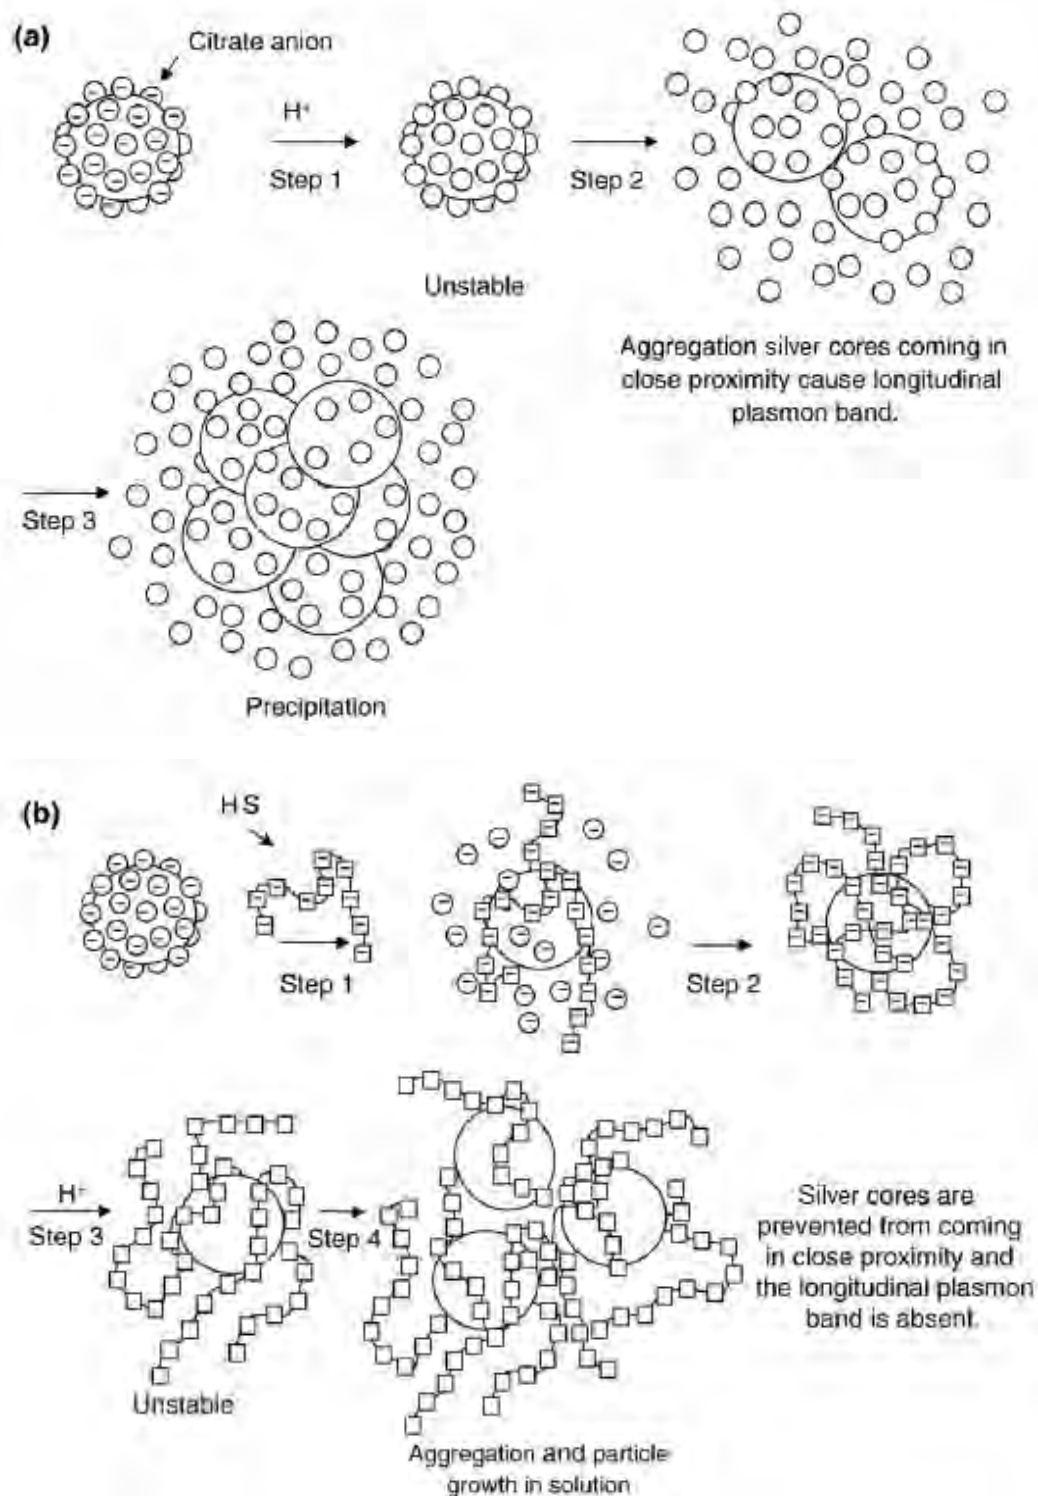 (a)
Citrate anion
H+
Step 1
Step 2
Unstable
Aggregation silver cores coming in
close proximity cause longitudinal
plasmon band.
Step 3
Precipitation
(b)
HS
Step 1
Step 2
H+
Step 3
Step 4
Unstable
Silver cores are
prevented from coming
in close proximity and
the longitudinal plasmon
band is absent.
Aggregation and particle
growth in solution